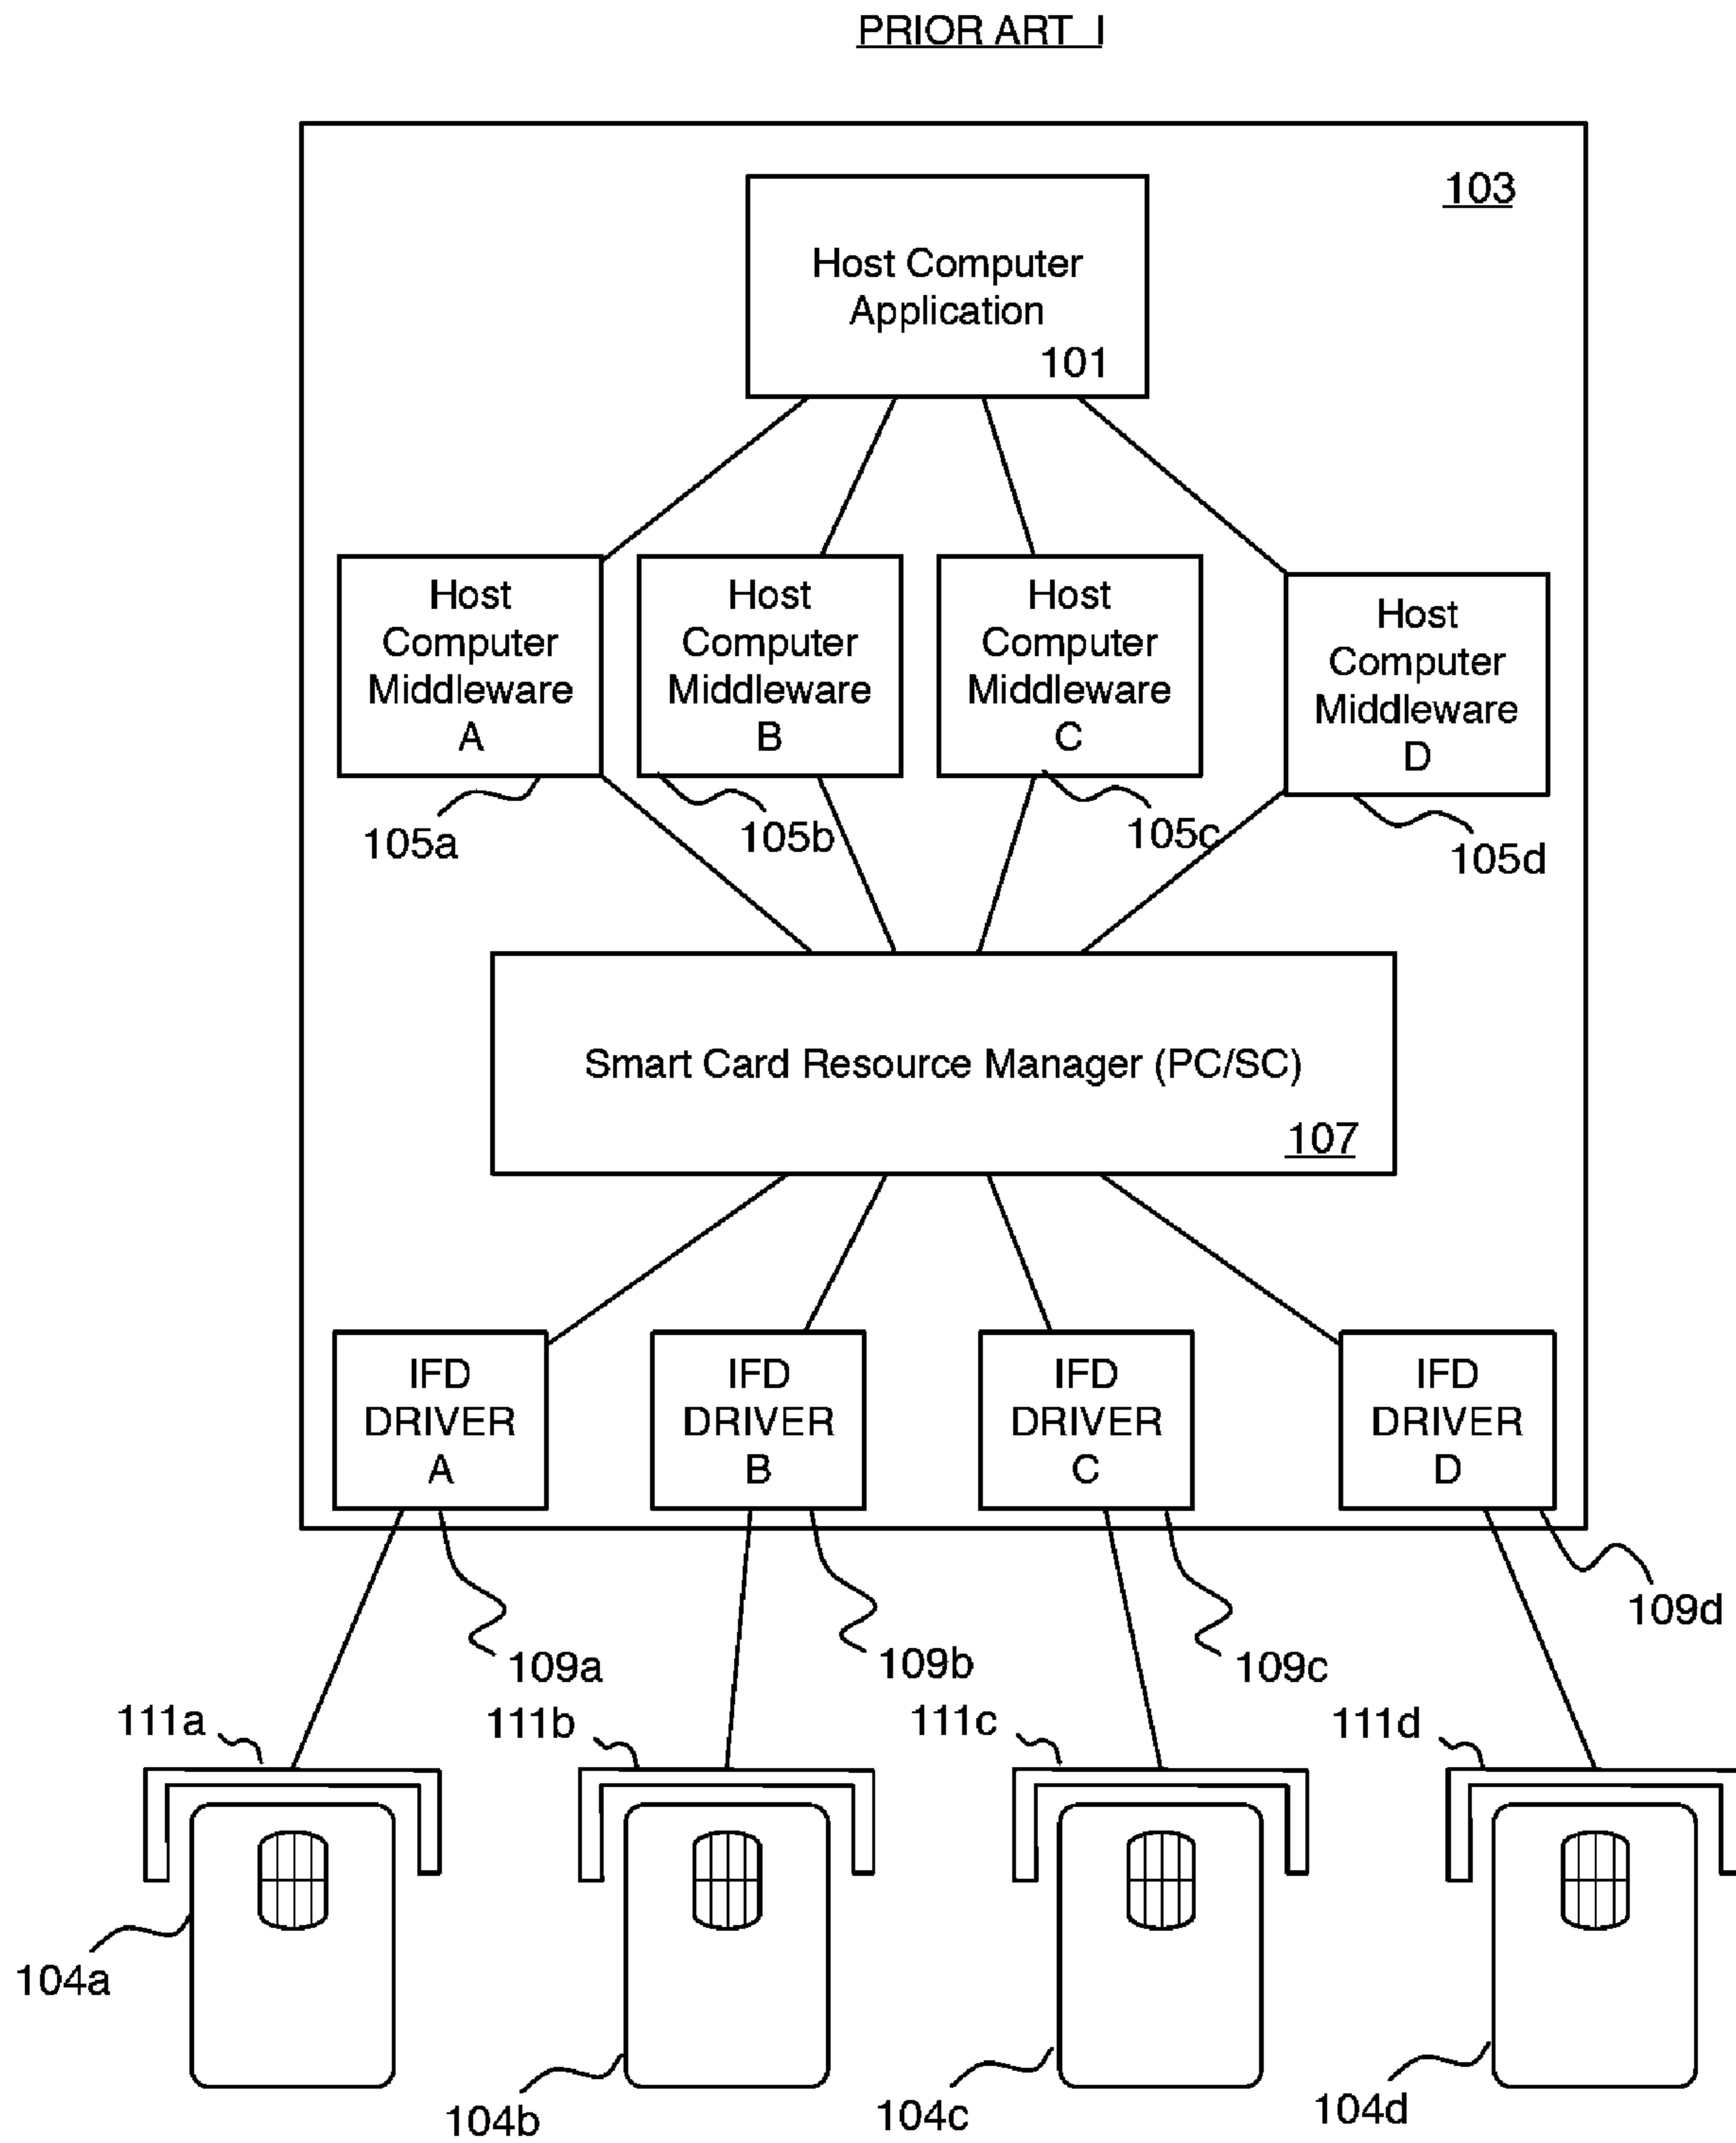 PRIOR ART I
103
Host Computer
Application
101
Host
Computer
Middleware
A
Host
Computer
Middleware
B
Host
Computer
Middleware
C
Host
Computer
Middleware
D
105a
105b
105c
105d
Smart Card Resource Manager (PC/SC)
107
IFD
DRIVER
A
IFD
DRIVER
B
IFD
DRIVER
C
IFD
DRIVER
D
109a
109b
109c
109d
111a
111b
111c
111d
104a
104b
104c
104d